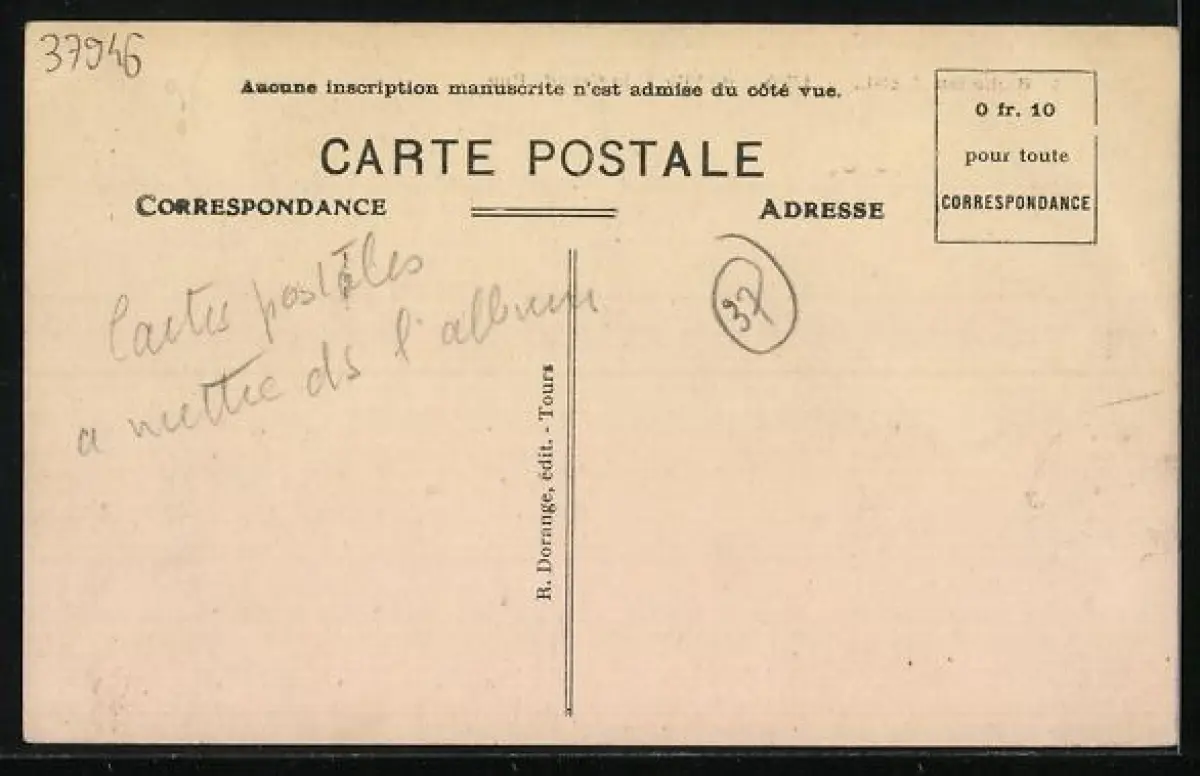 37946
Aucune inscription manuscrite n'est admise du côté vue.
CARTE POSTALE
CORRESPONDANCE
ADRESSE
0 fr. 10
pour toute
CORRESPONDANCE
Cartes postales
a mettre ds l'album
37
R. Dorange, édit. - Tours